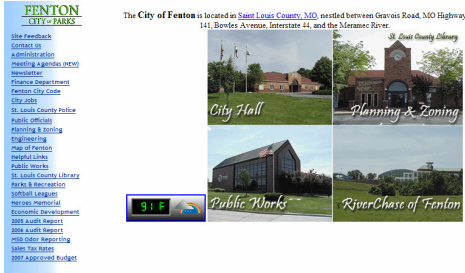 FENTON
CITY OF PARKS
Site Feedback
Contact Us
Administration
Meeting Agendas (NEW)
Newsletter
Finance Department
Fenton City Code
City Jobs
St. Louis County Police
Public Officials
Planning & Zoning
Engineering
Map of Fenton
Helpful Links
Public Works
St. Louis County Library
Parks & Recreation
Softball Leagues
Heroes Memorial
Economic Development
2005 Audit Report
2006 Audit Report
MSD Odor Reporting
Sales Tax Rates
2007 Approved Budget
The City of Fenton is located in Saint Louis County, MO, nestled between Gravois Road, MO Highway
141, Bowles Avenue, Interstate 44, and the Meramec River.
City Hall
St. Louis County Library
Planning & Zoning
Public Works
RiverChase of Fenton
91F